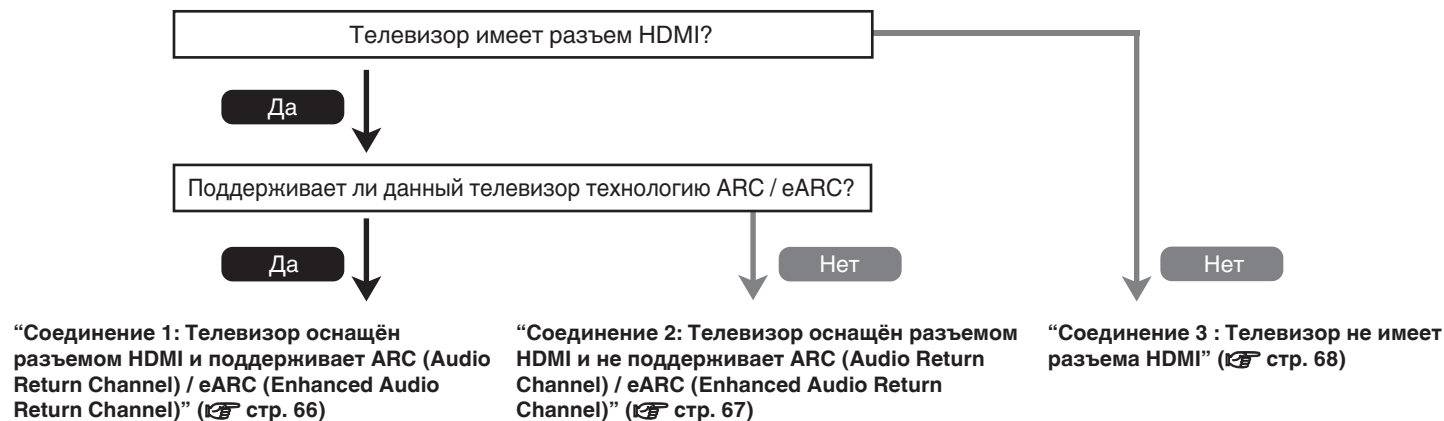 Телевизор имеет разъем HDMI?
Да
Поддерживает ли данный телевизор технологию ARC / eARC?
Да
Нет
Нет
“Соединение 1: Телевизор оснащён
разъемом HDMI и поддерживает ARC (Audio
Return Channel) / eARC (Enhanced Audio
Return Channel)” (☞ стр. 66)
“Соединение 2: Телевизор оснащён разъемом
HDMI и не поддерживает ARC (Audio Return
Channel) / eARC (Enhanced Audio Return
Channel)” (☞ стр. 67)
“Соединение 3 : Телевизор не имеет
разъема HDMI” (☞ стр. 68)